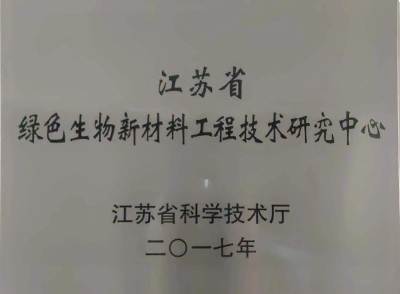 江苏省
绿色生物新材料工程技术研究中心
江苏省科学技术厅
二〇一七年